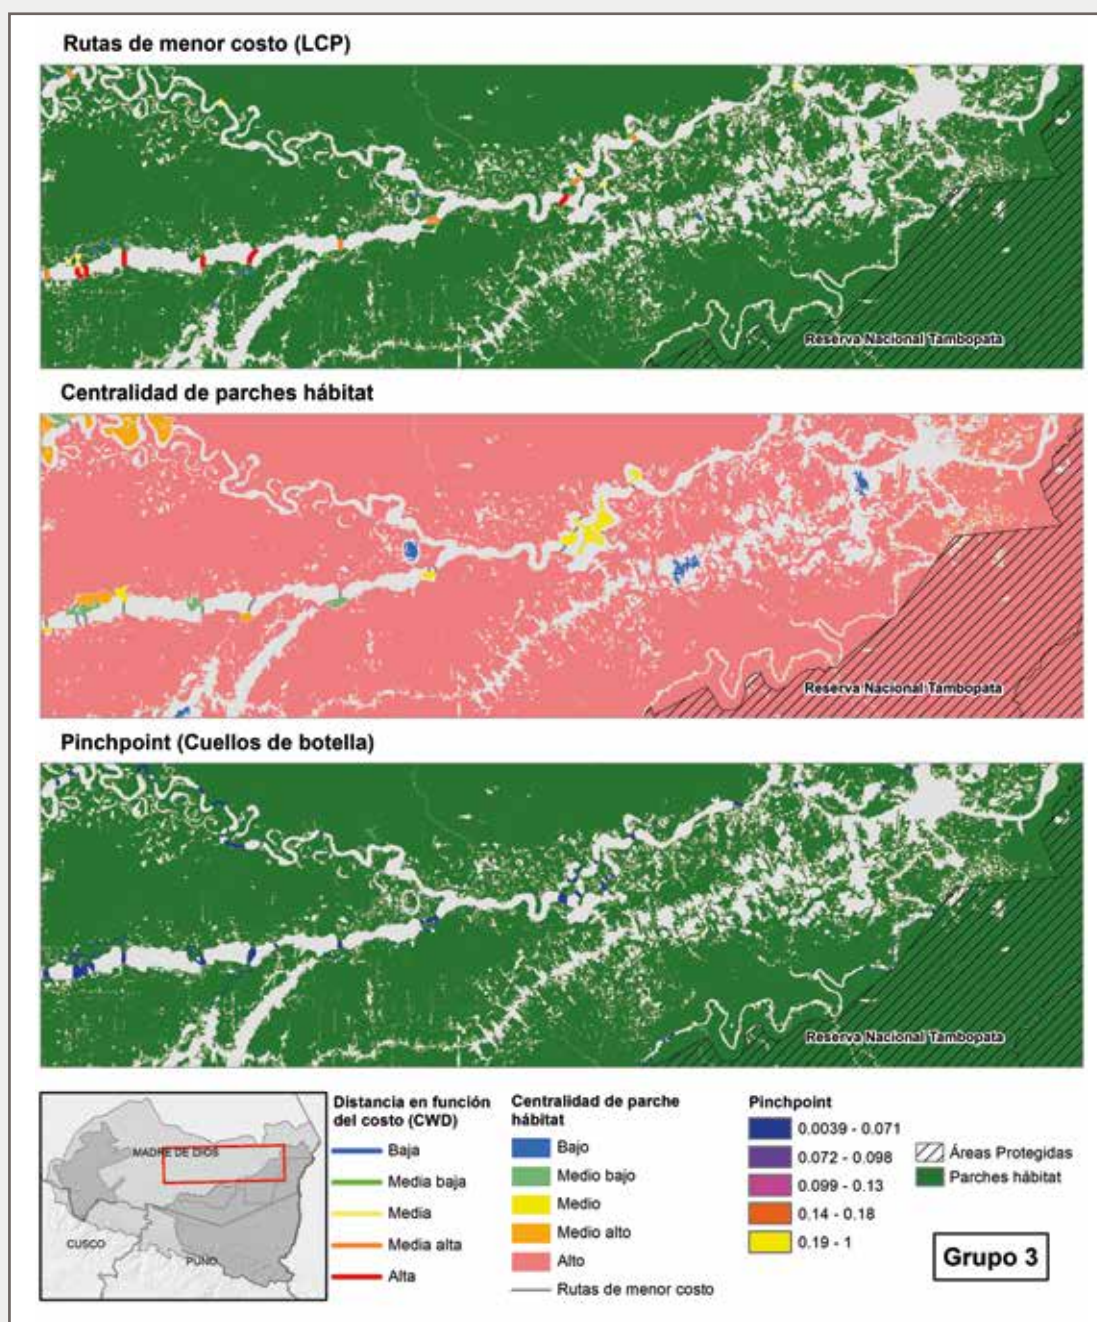 Rutas de menor costo (LCP)
Reserva Nacional Tambopata
Centralidad de parches hábitat
Reserva Nacional Tambopata
Pinchpoint (Cuellos de botella)
Reserva Nacional Tambopata
MADRE DE DIOS
CUSCO
PUNO
Distancia en función
del costo (CWD)
Baja
Media baja
Media
Media alta
Alta
Centralidad de parche
hábitat
Bajo
Medio bajo
Medio
Medio alto
Alto
Rutas de menor costo
Pinchpoint
0.0039 - 0.071
0.072 - 0.098
0.099 - 0.13
0.14 - 0.18
0.19 - 1
Áreas Protegidas
Parches hábitat
Grupo 3